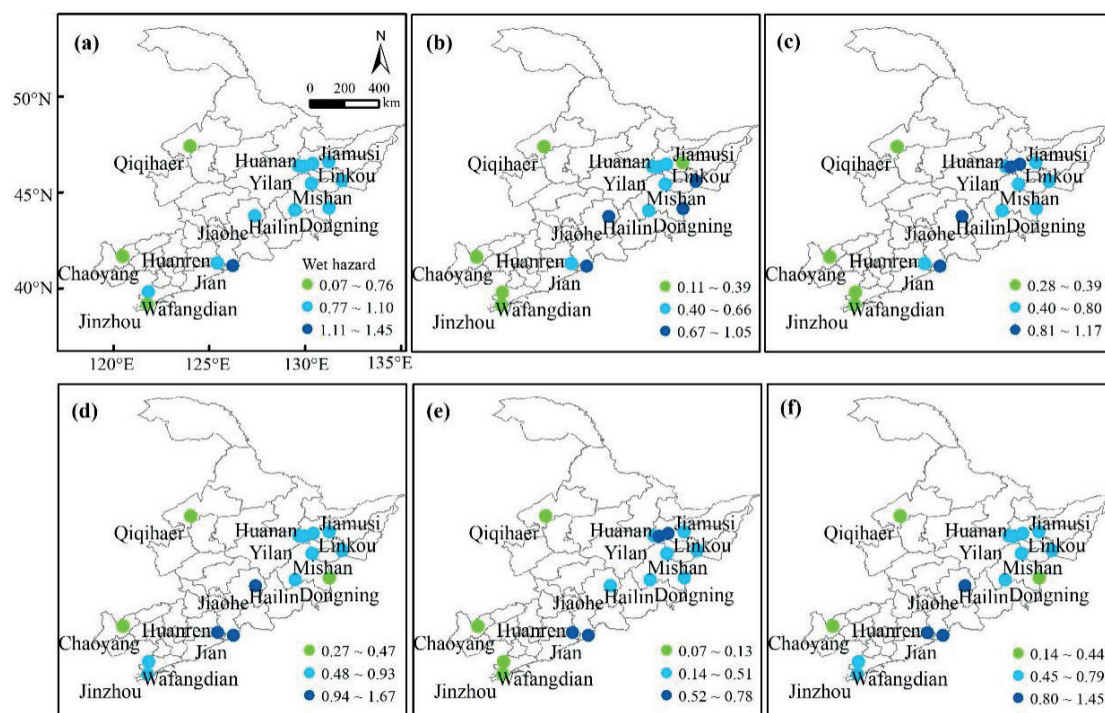 (a)
N
0 200 400
km
50°N
45°N
40°N
120°E 125°E 130°E 135°E
Qiqihaer
Huanan
Jiamusi
Yilan
Linkou
Mishan
Jiaohe
Hailin
Dongning
Chaoyang
Huanren
Jian
Wafangdian
Jinzhou
Wet hazard
0.07 ~ 0.76
0.77 ~ 1.10
1.11 ~ 1.45
(b)
Qiqihaer
Huanan
Jiamusi
Yilan
Linkou
Mishan
Jiaohe
Hailin
Dongning
Chaoyang
Huanren
Jian
Wafangdian
Jinzhou
0.11 ~ 0.39
0.40 ~ 0.66
0.67 ~ 1.05
(c)
Qiqihaer
Huanan
Jiamusi
Yilan
Linkou
Mishan
Jiaohe
Hailin
Dongning
Chaoyang
Huanren
Jian
Wafangdian
Jinzhou
0.28 ~ 0.39
0.40 ~ 0.80
0.81 ~ 1.17
(d)
Qiqihaer
Huanan
Jiamusi
Yilan
Linkou
Mishan
Jiaohe
Hailin
Dongning
Chaoyang
Huanren
Jian
Wafangdian
Jinzhou
0.27 ~ 0.47
0.48 ~ 0.93
0.94 ~ 1.67
(e)
Qiqihaer
Huanan
Jiamusi
Yilan
Linkou
Mishan
Jiaohe
Hailin
Dongning
Chaoyang
Huanren
Jian
Wafangdian
Jinzhou
0.07 ~ 0.13
0.14 ~ 0.51
0.52 ~ 0.78
(f)
Qiqihaer
Huanan
Jiamusi
Yilan
Linkou
Mishan
Jiaohe
Hailin
Dongning
Chaoyang
Huanren
Jian
Wafangdian
Jinzhou
0.14 ~ 0.44
0.45 ~ 0.79
0.80 ~ 1.45